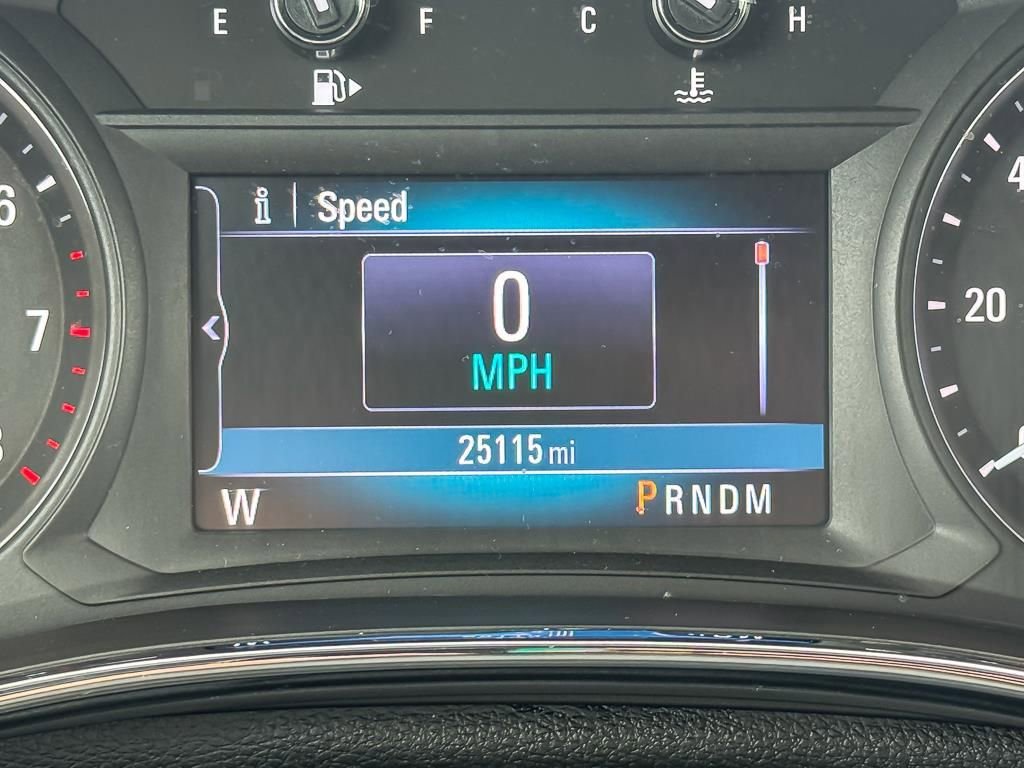 E F C H
i Speed
0
MPH
25115 mi
W PRNDM
6
7
4
20